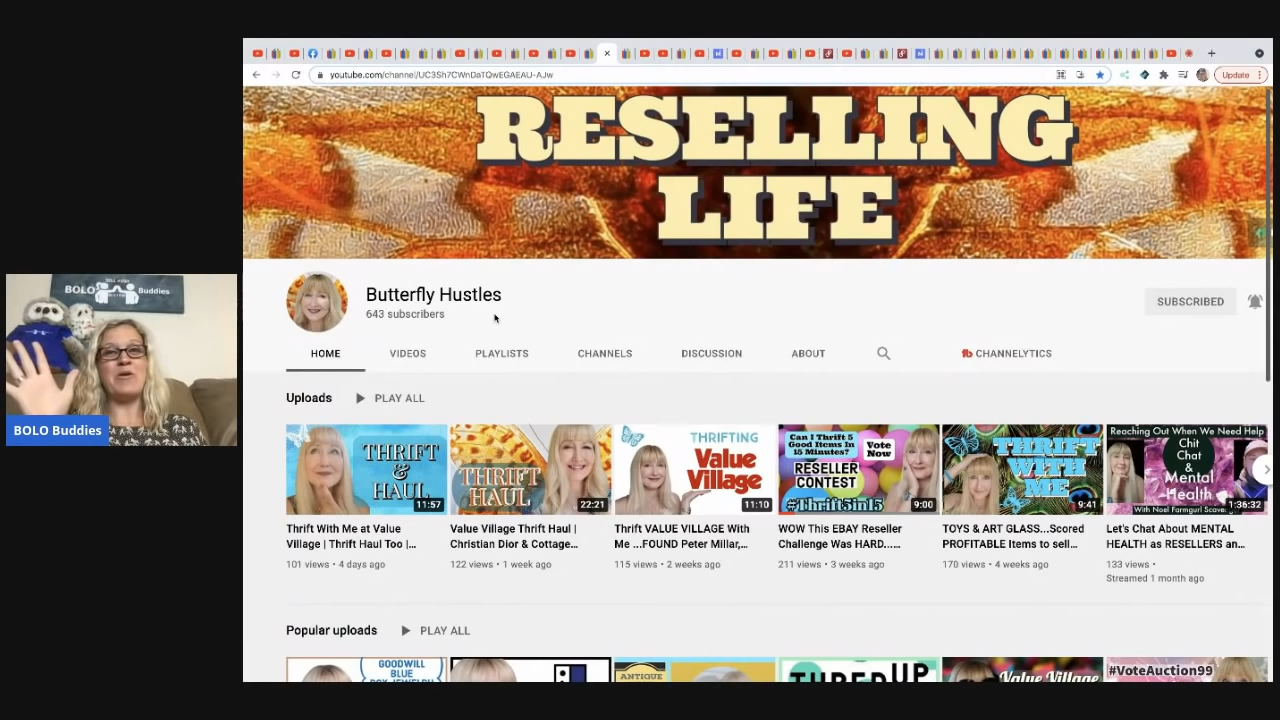 youtube.com/channel/UC3Sh7CWnDaTQwEGAEAU-AJw
Update
RESELLING
LIFE
Butterfly Hustles
643 subscribers
SUBSCRIBED
HOME
VIDEOS
PLAYLISTS
CHANNELS
DISCUSSION
ABOUT
CHANNELYTICS
Uploads
PLAY ALL
BOLO Buddies
BOLO Buddies
THRIFT
&
HAUL
11:57
THRIFT
HAUL
22:21
THRIFTING
Value
Village
11:10
Can I Thrift 5
Good Items In
15 Minutes?
Vote
Now
RESELLER
CONTEST
#Thrift5in15
9:00
THRIFT
WITH
ME
9:41
Reaching Out When We Need Help
Chit
Chat
&
Mental
Health
With Noel Farmgurl
1:36:32
Thrift With Me at Value
Village | Thrift Haul Too |...
101 views • 4 days ago
Value Village Thrift Haul |
Christian Dior & Cottage...
122 views • 1 week ago
Thrift VALUE VILLAGE With
Me ...FOUND Peter Millar,...
115 views • 2 weeks ago
WOW This EBAY Reseller
Challenge Was HARD.....
211 views • 3 weeks ago
TOYS & ART GLASS...Scored
PROFITABLE Items to sell...
170 views • 4 weeks ago
Let's Chat About MENTAL
HEALTH as RESELLERS an...
133 views •
Streamed 1 month ago
Popular uploads
PLAY ALL
GOODWILL
BLUE
ANTIQUE
Value Village
#VoteAuction99